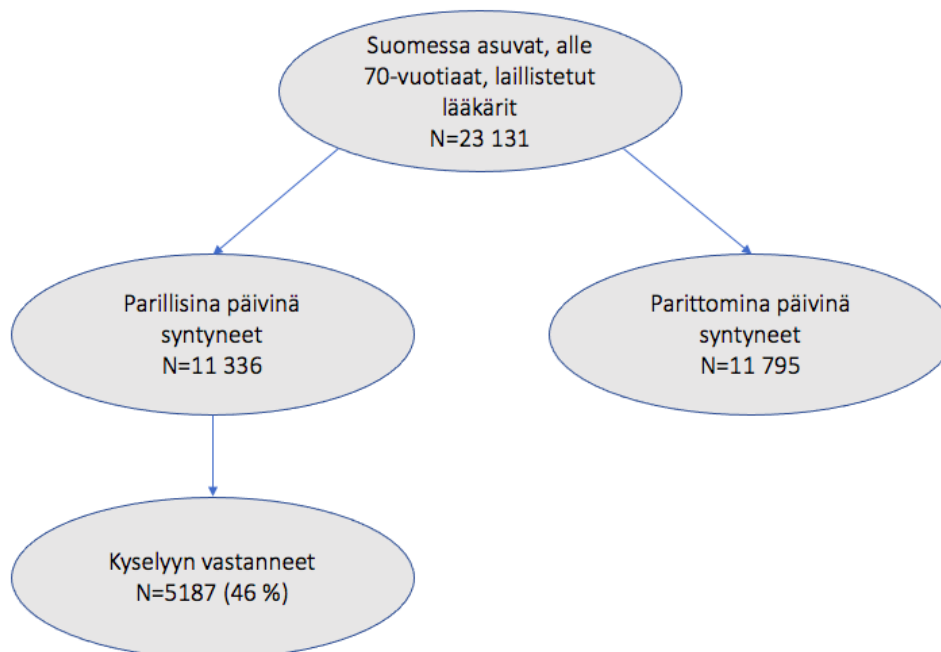 Suomessa asuvat, alle
70-vuotiaat, laillistetut
lääkärit
N=23 131
Parillisina päivinä
syntyneet
N=11 336
Parittomina päivinä
syntyneet
N=11 795
Kyselyyn vastanneet
N=5187 (46 %)